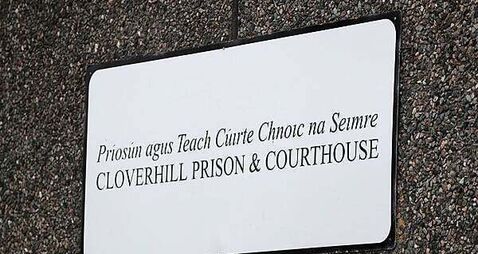 Príosún agus Teach Cúirte Chnoic na Seimre
CLOVERHILL PRISON & COURTHOUSE